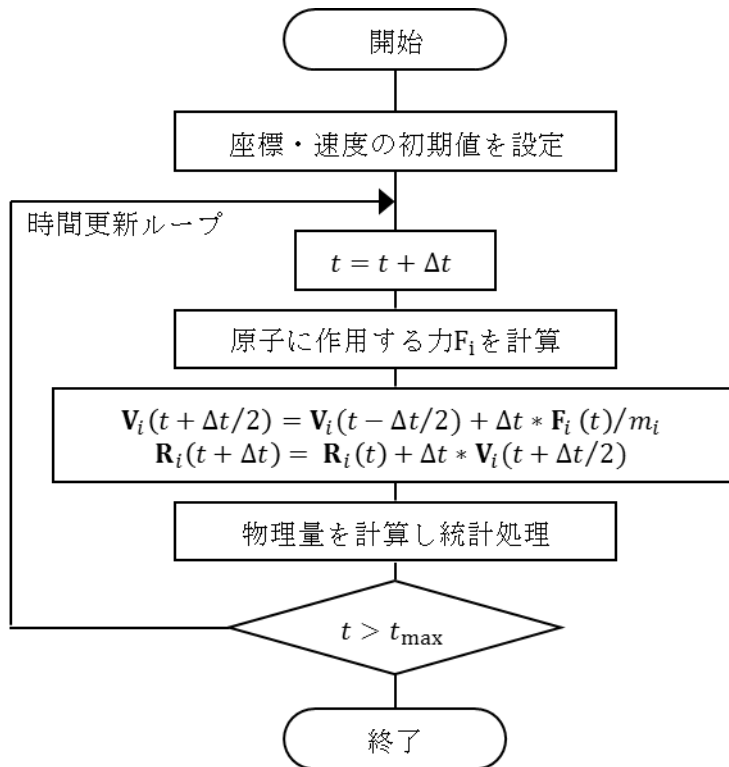 開始
座標・速度の初期値を設定
時間更新ループ
t = t + Δt
原子に作用する力Fᵢを計算
𝐕ᵢ(t + Δt/2) = 𝐕ᵢ(t − Δt/2) + Δt * 𝐅ᵢ (t)/mᵢ
𝐑ᵢ(t + Δt) = 𝐑ᵢ(t) + Δt * 𝐕ᵢ(t + Δt/2)
物理量を計算し統計処理
t > t_max
終了